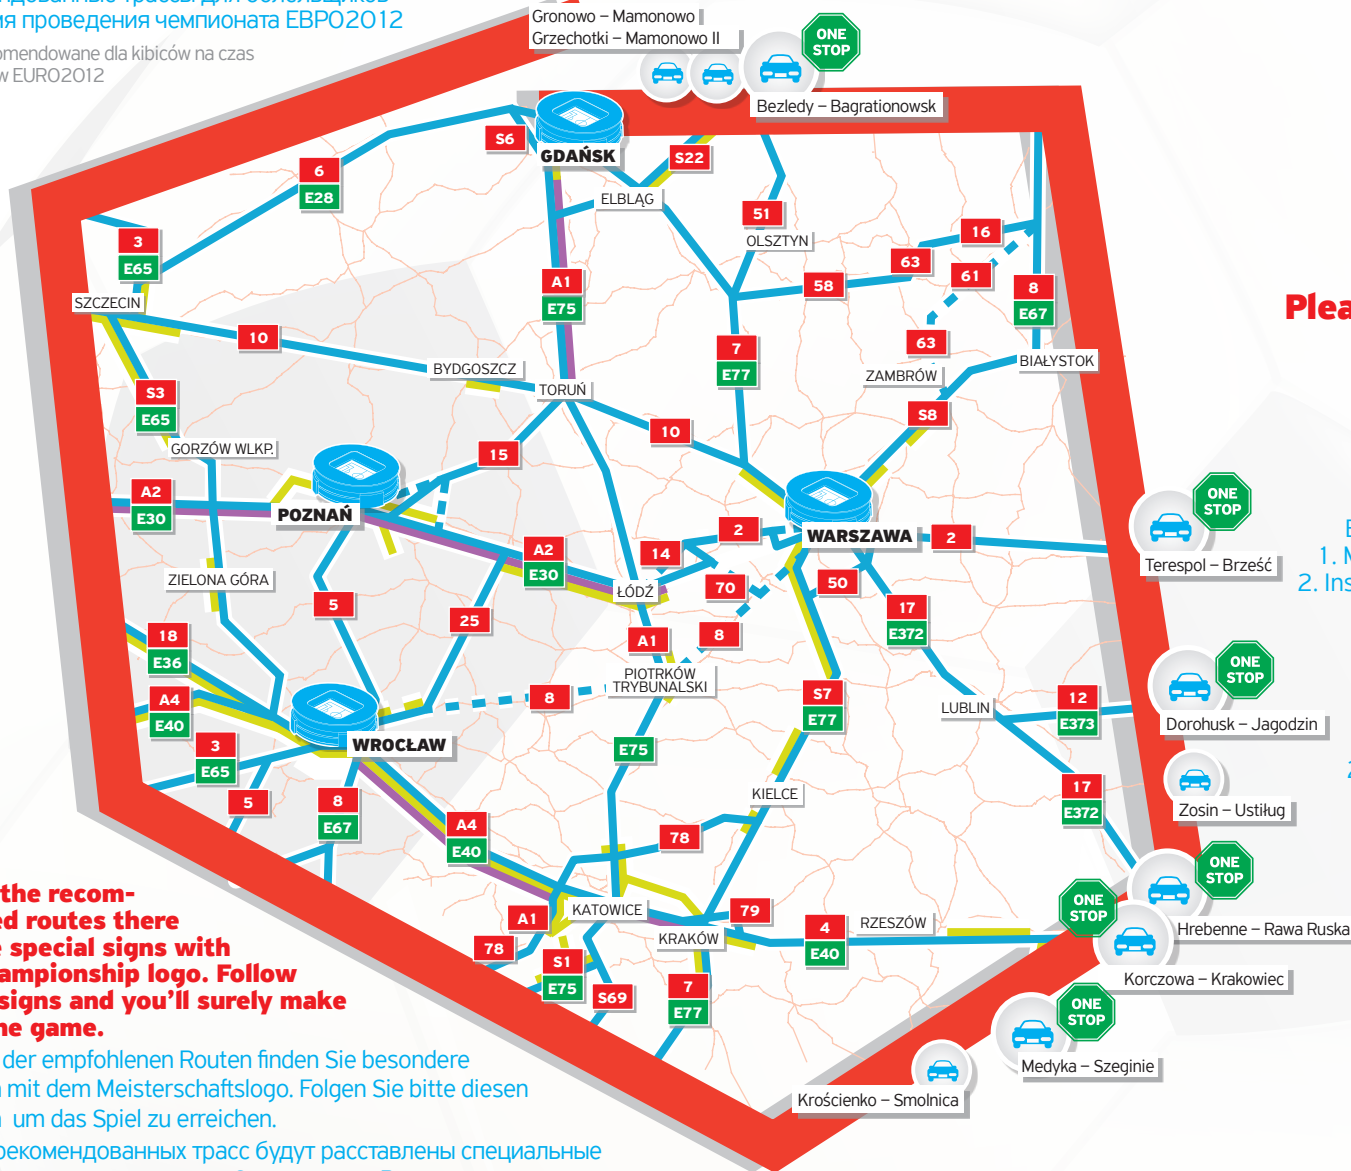 для болельщиков
проведения чемпионата ЕВРО2012
dla kibiców na czas
w EURO2012
Gronowo – Mamonowo
Grzechotki – Mamonowo II
ONE
STOP
Bezledy – Bagrationowsk
S6
GDAŃSK
S22
6
E28
ELBLĄG
51
OLSZTYN
16
3
E65
63
61
A1
E75
58
8
E67
SZCZECIN
Plea
10
63
7
E77
BIAŁYSTOK
BYDGOSZCZ
ZAMBRÓW
TORUŃ
S3
E65
S8
10
GORZÓW WLKP.
15
A2
E30
POZNAŃ
ONE
STOP
WARSZAWA
2
2
A2
E30
14
Terespol – Brześć
1. M
2. Ins
ZIELONA GÓRA
ŁÓDŹ
70
50
5
25
17
E372
18
E36
A1
8
ONE
STOP
PIOTRKÓW
TRYBUNALSKI
A4
E40
8
S7
E77
LUBLIN
12
E373
Dorohusk – Jagodzin
WROCŁAW
3
E65
E75
2
5
8
E67
KIELCE
17
E372
Zosin – Ustiług
A4
E40
78
ONE
STOP
the recom-
ed routes there
e special signs with
ampionship logo. Follow
signs and you’ll surely make
ne game.
A1
KATOWICE
79
KRAKÓW
4
E40
RZESZÓW
ONE
STOP
Hrebenne – Rawa Ruska
78
S1
E75
S69
7
E77
Korczowa – Krakowiec
ONE
STOP
Medyka – Szeginie
Krościenko – Smolnica
der empfohlenen Routen finden Sie besondere
mit dem Meisterschaftslogo. Folgen Sie bitte diesen
um das Spiel zu erreichen.
рекомендованных трасс будут расставлены специальные